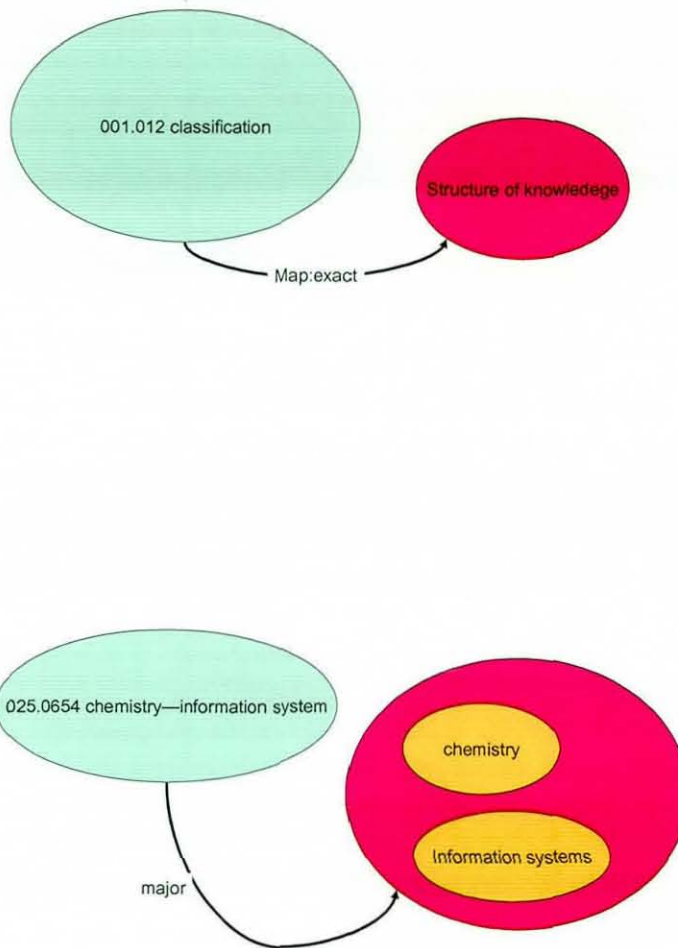 001.012 classification
Structure of knowledege
Map:exact
025.0654 chemistry—information system
chemistry
Information systems
major